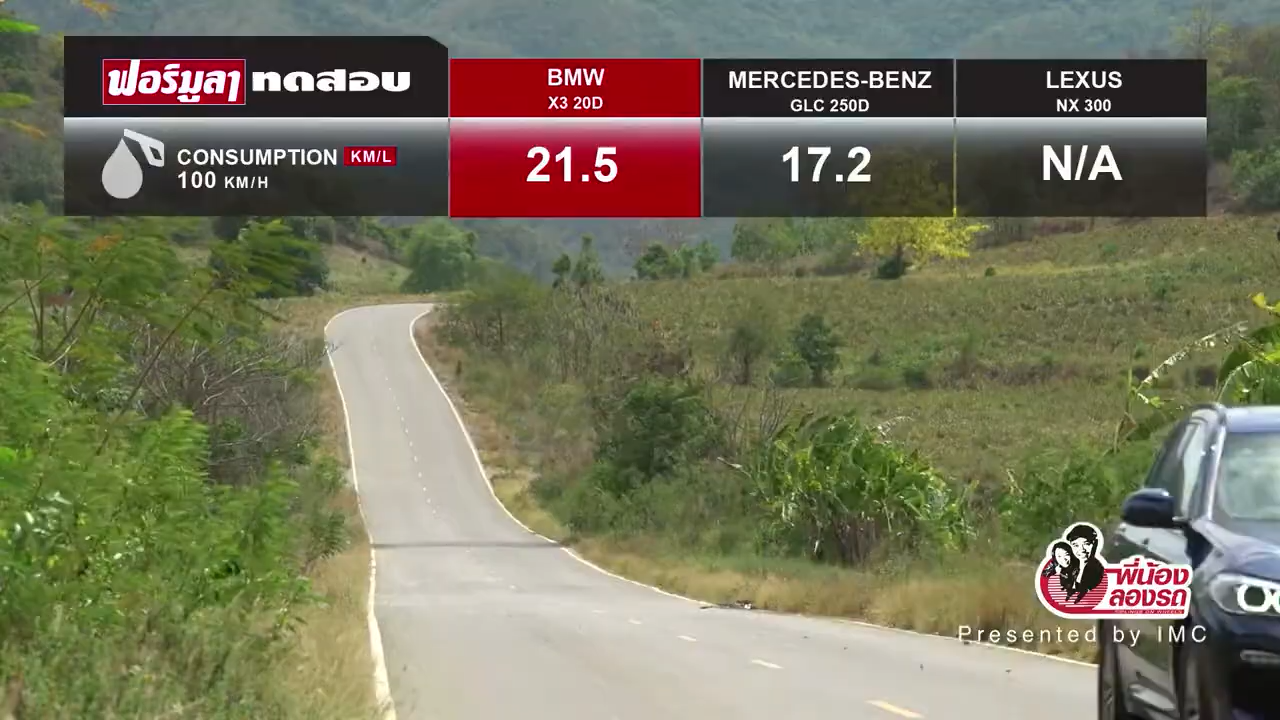 ฟอร์มูลา ทดสอบ
CONSUMPTION KM/L
100 KM/H
BMW
X3 20D
21.5
MERCEDES-BENZ
GLC 250D
17.2
LEXUS
NX 300
N/A
พี่น้อง
ลองรถ
Presented by IMC